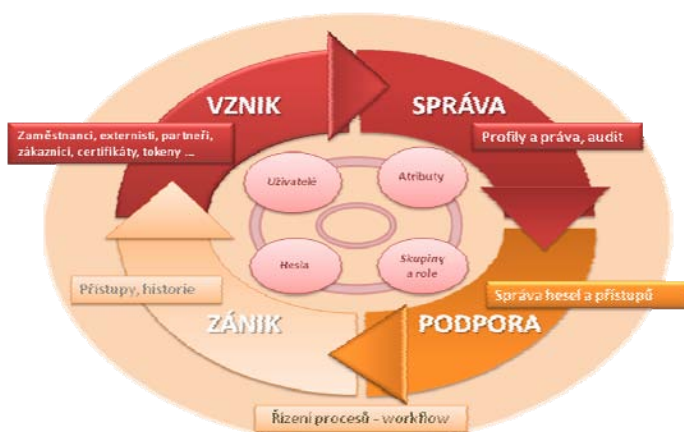 VZNIK
SPRÁVA
Zaměstnanci, externisti, partneři,
zákazníci, certifikáty, tokeny ...
Profily a práva, audit
Uživatelé
Atributy
Hesla
Skupiny
a role
Přístupy, historie
Správa hesel a přístupů
ZÁNIK
PODPORA
Řízení procesů - workflow